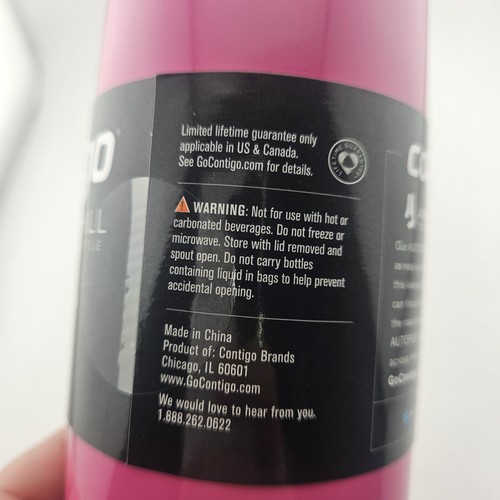 Limited lifetime guarantee only
applicable in US & Canada.
See GoContigo.com for details.
WARNING: Not for use with hot or
carbonated beverages. Do not freeze or
microwave. Store with lid removed and
spout open. Do not carry bottles
containing liquid in bags to help prevent
accidental opening.
Made in China
Product of: Contigo Brands
Chicago, IL 60601
www.GoContigo.com
We would love to hear from you.
1.888.262.0622